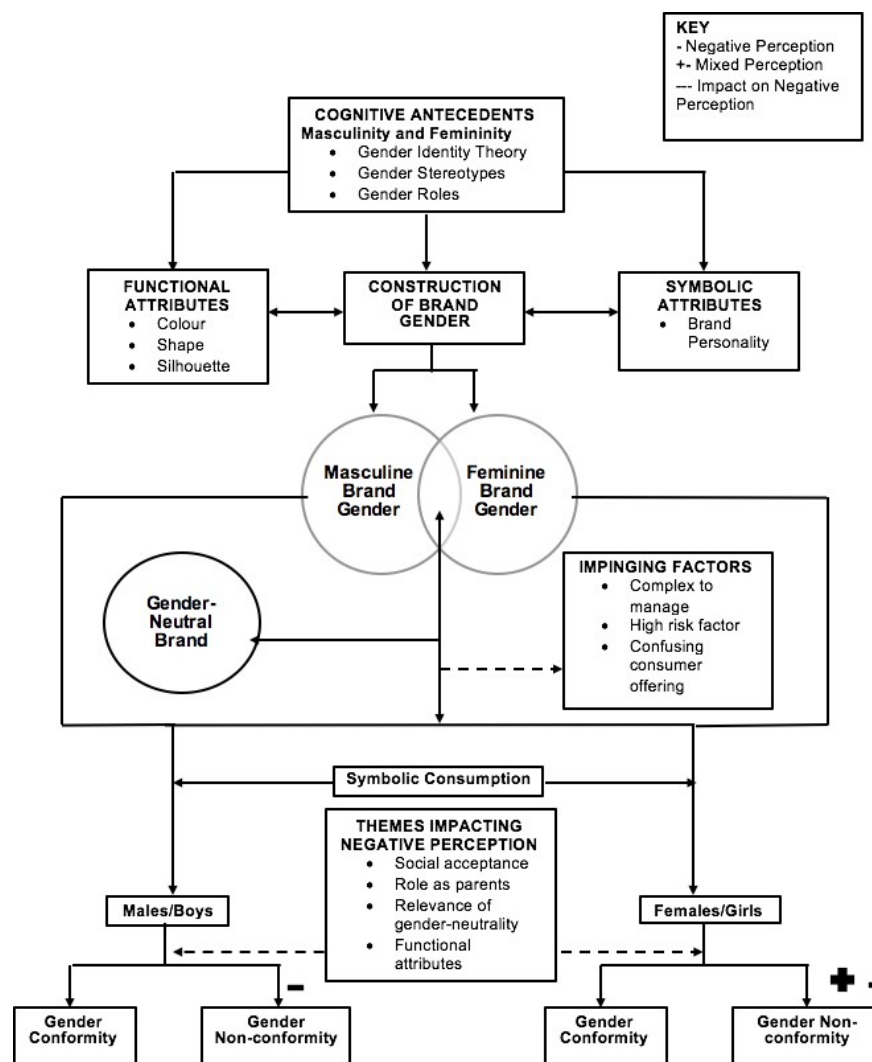 KEY
- Negative Perception
+- Mixed Perception
--- Impact on Negative
Perception
COGNITIVE ANTECEDENTS
Masculinity and Femininity
• Gender Identity Theory
• Gender Stereotypes
• Gender Roles
FUNCTIONAL
ATTRIBUTES
• Colour
• Shape
• Silhouette
CONSTRUCTION
OF BRAND
GENDER
SYMBOLIC
ATTRIBUTES
• Brand
Personality
Masculine
Brand
Gender
Feminine
Brand
Gender
Gender-
Neutral
Brand
IMPINGING FACTORS
• Complex to
manage
• High risk factor
• Confusing
consumer
offering
Symbolic Consumption
THEMES IMPACTING
NEGATIVE PERCEPTION
• Social acceptance
• Role as parents
• Relevance of
gender-neutrality
• Functional
attributes
Males/Boys
Females/Girls
-
+ -
Gender
Conformity
Gender
Non-conformity
Gender
Conformity
Gender Non-
conformity